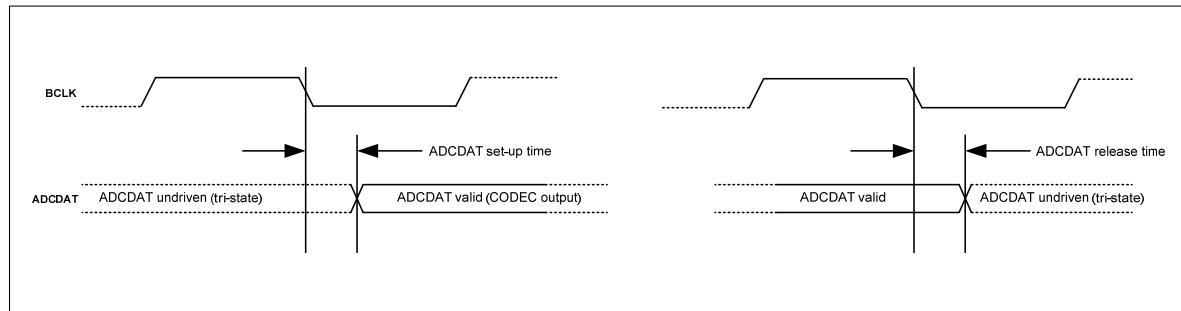 BCLK
ADCDAT set-up time
ADCDAT release time
ADCDAT
ADCDAT undriven (tri-state)
ADCDAT valid (CODEC output)
ADCDAT valid
ADCDAT undriven (tri-state)